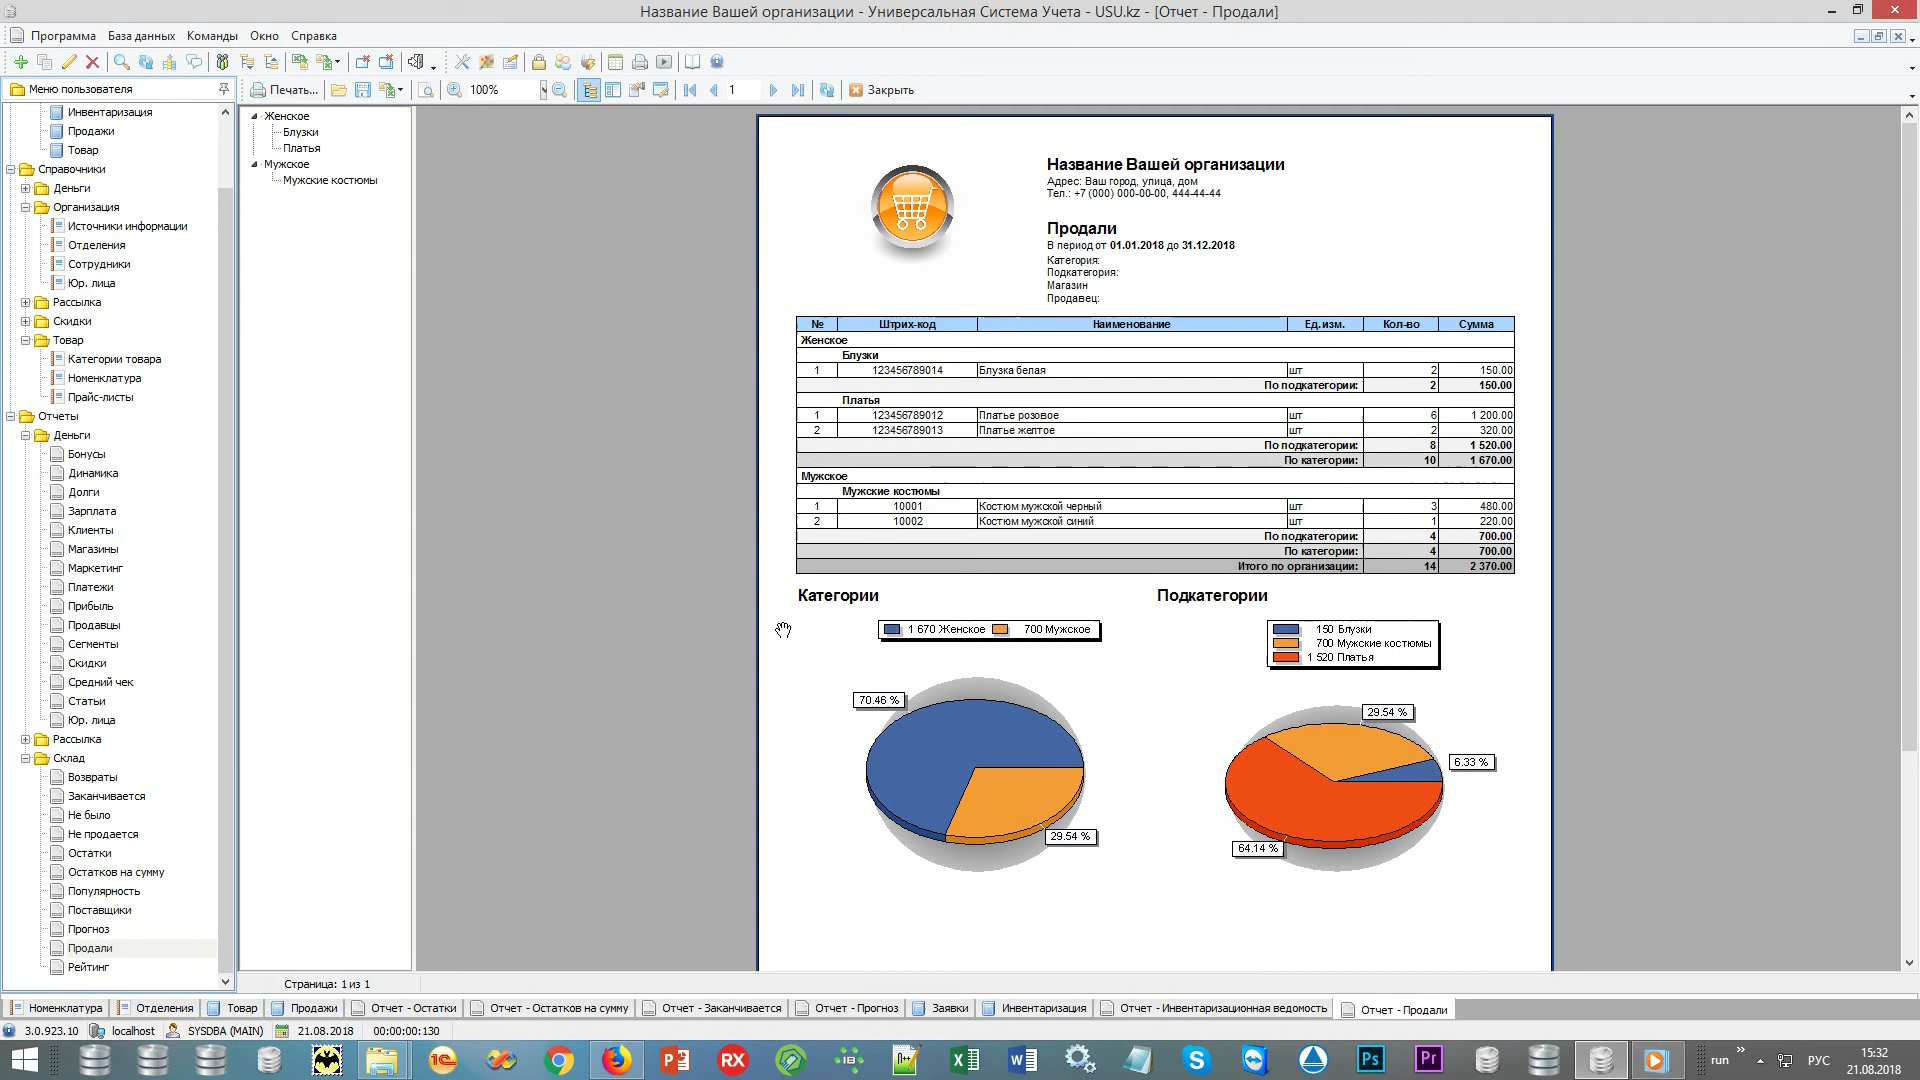 Название Вашей организации - Универсальная Система Учета - USU.kz - [Отчет - Продали]
Программа База данных Команды Окно Справка
Меню пользователя
Печать... 100% 1 Закрыть
Инвентаризация
Продажи
Товар
Справочники
Деньги
Организация
Источники информации
Отделения
Сотрудники
Юр. лица
Рассылка
Скидки
Товар
Категории товара
Номенклатура
Прайс-листы
Отчеты
Деньги
Бонусы
Динамика
Долги
Зарплата
Клиенты
Магазины
Маркетинг
Платежи
Прибыль
Продавцы
Сегменты
Скидки
Средний чек
Статьи
Юр. лица
Рассылка
Склад
Возвраты
Заканчивается
Не было
Не продается
Остатки
Остатков на сумму
Популярность
Поставщики
Прогноз
Продали
Рейтинг
Женское
Блузки
Платья
Мужское
Мужские костюмы
Название Вашей организации
Адрес: Ваш город, улица, дом
Тел.: +7 (000) 000-00-00, 444-44-44
Продали
В период от 01.01.2018 до 31.12.2018
Категория:
Подкатегория:
Магазин
Продавец:
№ Штрих-код Наименование Ед.изм. Кол-во Сумма
Женское
Блузки
1 123456789014 Блузка белая шт 2 150.00
По подкатегории: 2 150.00
Платья
1 123456789012 Платье розовое шт 6 1 200.00
2 123456789013 Платье желтое шт 2 320.00
По подкатегории: 8 1 520.00
По категории: 10 1 670.00
Мужское
Мужские костюмы
1 10001 Костюм мужской черный шт 3 480.00
2 10002 Костюм мужской синий шт 1 220.00
По подкатегории: 4 700.00
По категории: 4 700.00
Итого по организации: 14 2 370.00
Категории
1 670 Женское 700 Мужское
70.46 %
29.54 %
Подкатегории
150 Блузки
700 Мужские костюмы
1 520 Платья
29.54 %
6.33 %
64.14 %
Страница: 1 из 1
Номенклатура Отделения Товар Продажи Отчет - Остатки Отчет - Остатков на сумму Отчет - Заканчивается Отчет - Прогноз Заявки Инвентаризация Отчет - Инвентаризационная ведомость Отчет - Продали
3.0.923.10 localhost SYSDBA (MAIN) 21.08.2018 00:00:00:130
run » РУС 15:32
21.08.2018